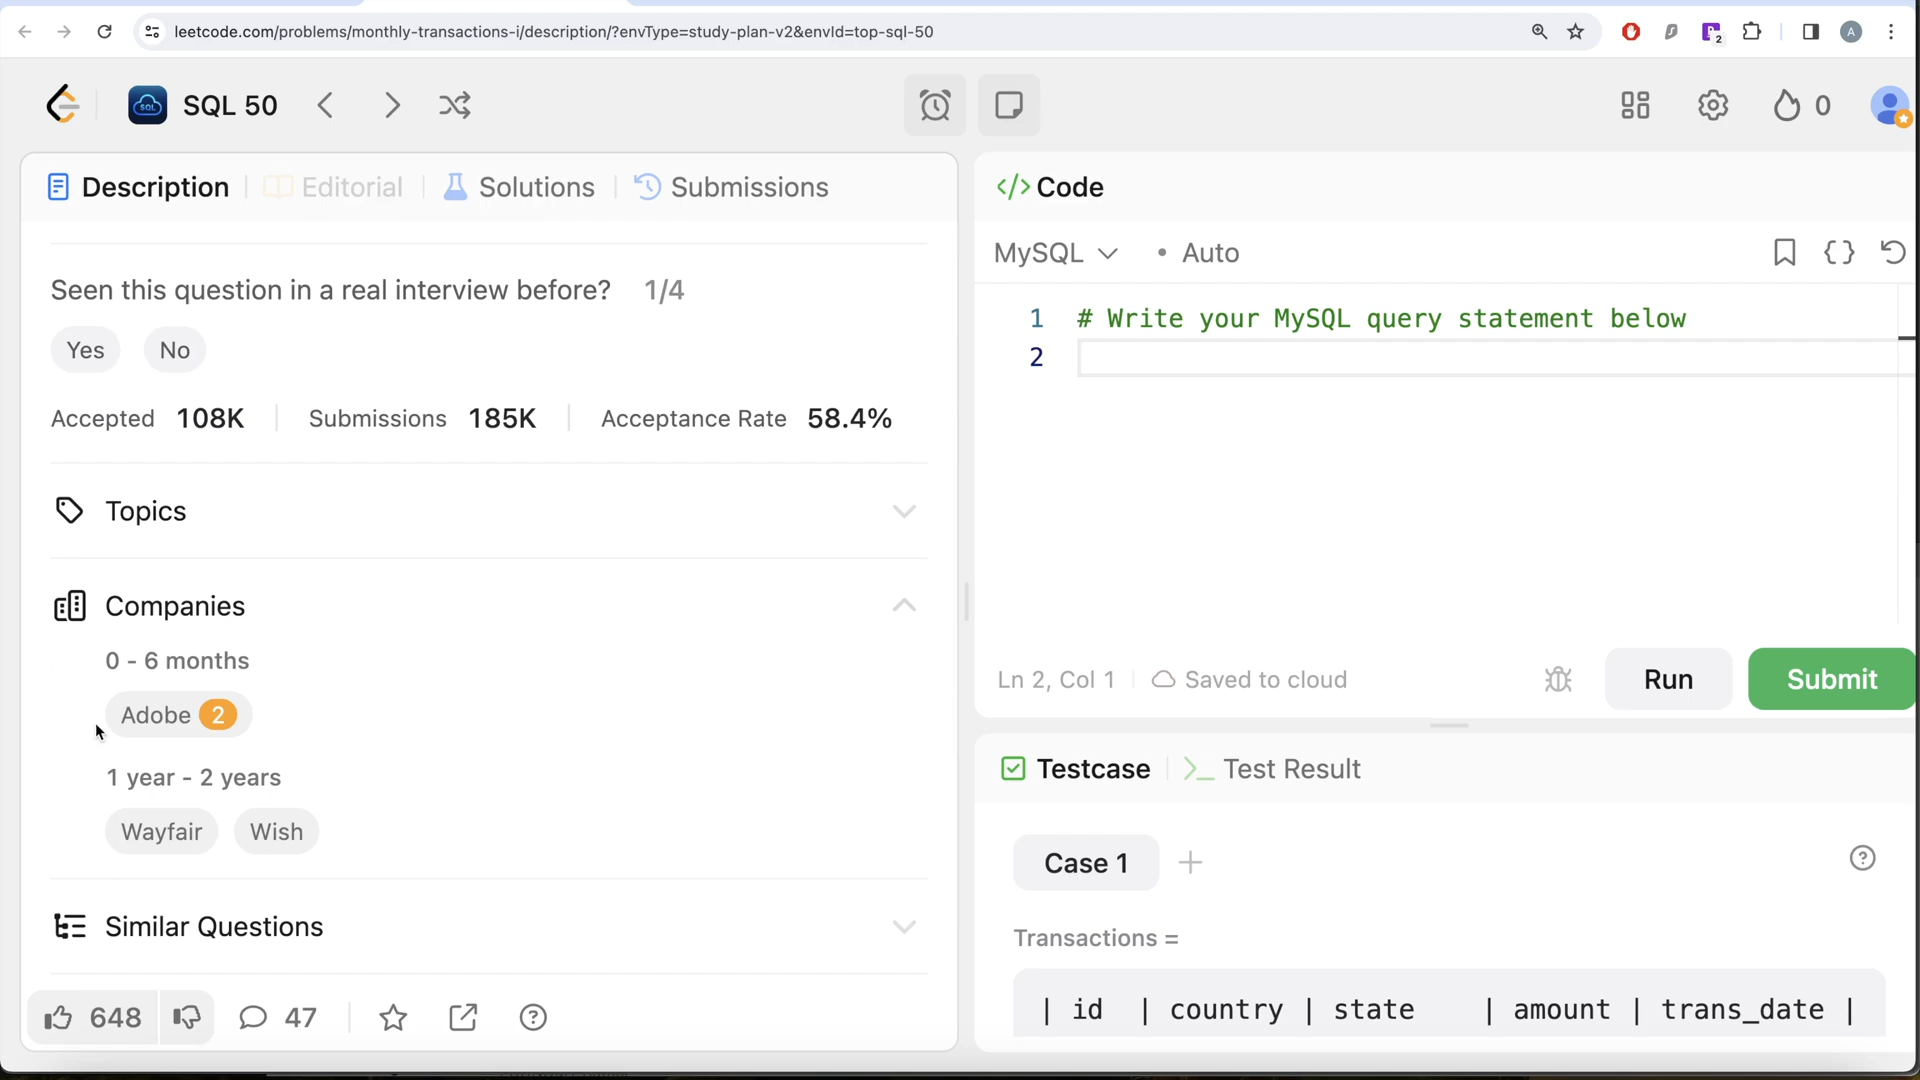 leetcode.com/problems/monthly-transactions-i/description/?envType=study-plan-v2&envId=top-sql-50
2
A
SQL
SQL 50
0
Description
Editorial
Solutions
Submissions
Seen this question in a real interview before? 1/4
Yes
No
Accepted 108K
Submissions 185K
Acceptance Rate 58.4%
Topics
Companies
0 - 6 months
Adobe 2
1 year - 2 years
Wayfair
Wish
Similar Questions
648
47
</> Code
MySQL
• Auto
1 # Write your MySQL query statement below
2
Ln 2, Col 1
Saved to cloud
Run
Submit
Testcase
>_ Test Result
Case 1 +
Transactions =
| id | country | state | amount | trans_date |